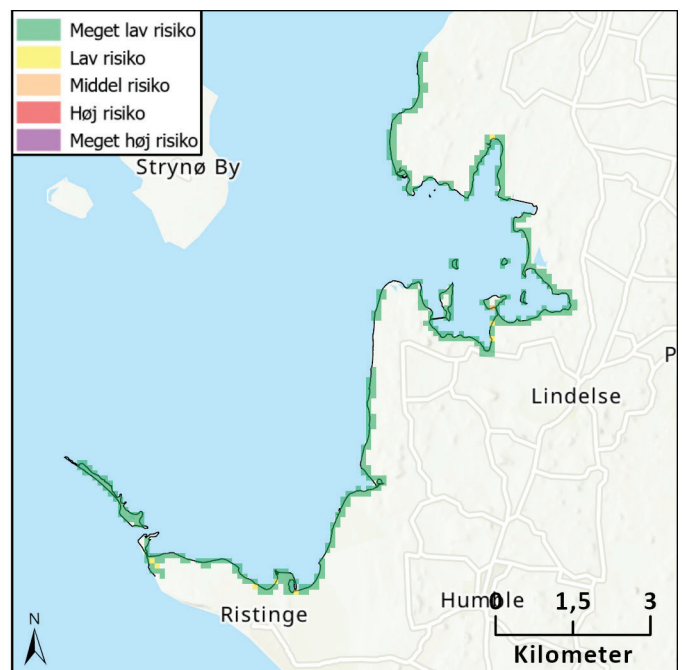 Meget lav risiko
Lav risiko
Middel risiko
Høj risiko
Meget høj risiko
Strynø By
P
Lindelse
Humble
Ristinge
0 1,5 3
Kilometer
N